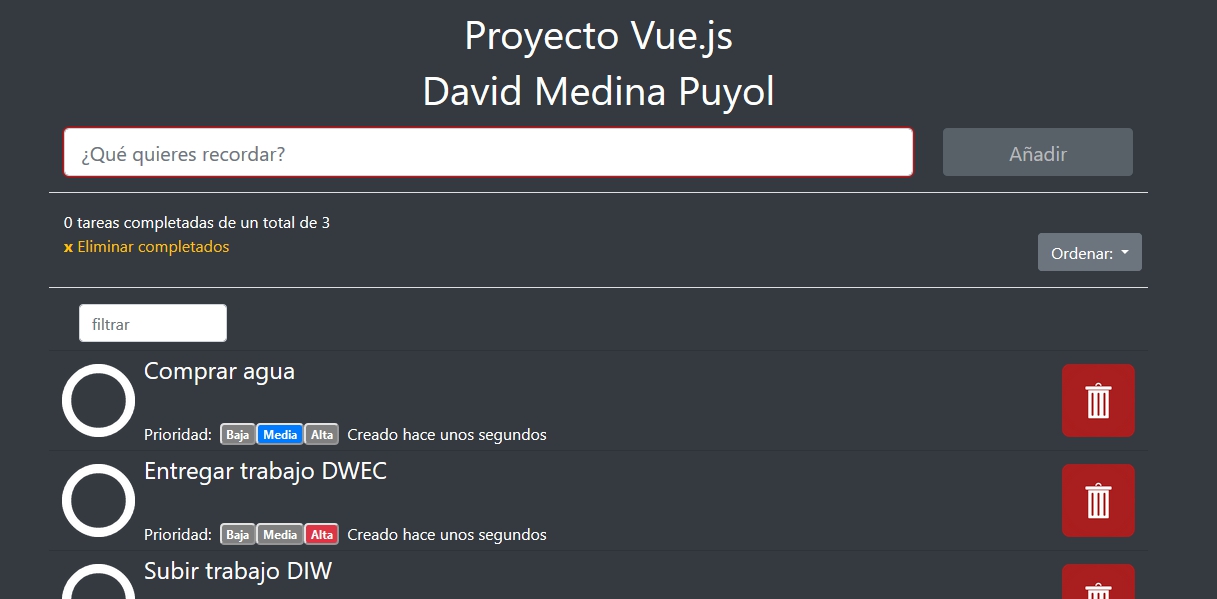 Proyecto Vue.js
David Medina Puyol
¿Qué quieres recordar?
Añadir
0 tareas completadas de un total de 3
x Eliminar completados
Ordenar:
filtrar
Comprar agua
Prioridad: Baja Media Alta Creado hace unos segundos
Entregar trabajo DWEC
Prioridad: Baja Media Alta Creado hace unos segundos
Subir trabajo DIW